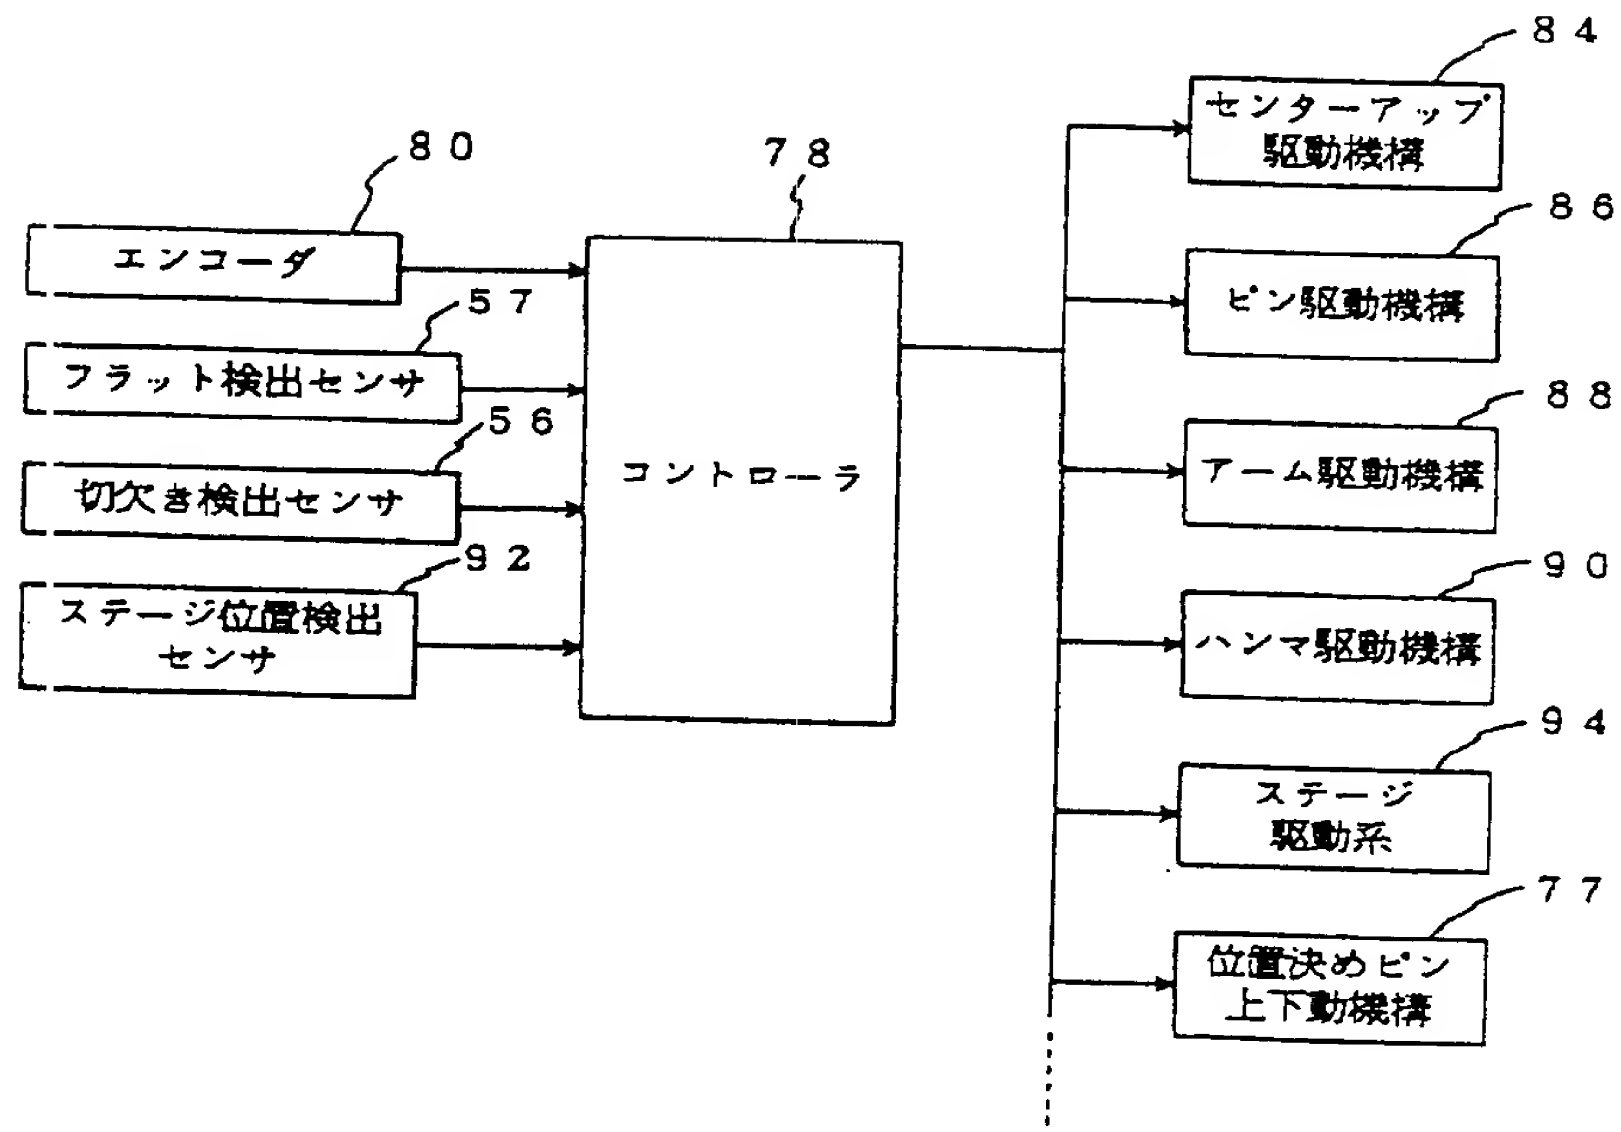 84
センターアップ
駆動機構
80
78
86
エンコーダ
ピン駆動機構
57
フラット検出センサ
88
56
コントローラ
アーム駆動機構
切欠き検出センサ
92
90
ステージ位置検出
センサ
ハンマ駆動機構
94
ステージ
駆動系
77
位置決めピン
上下動機構